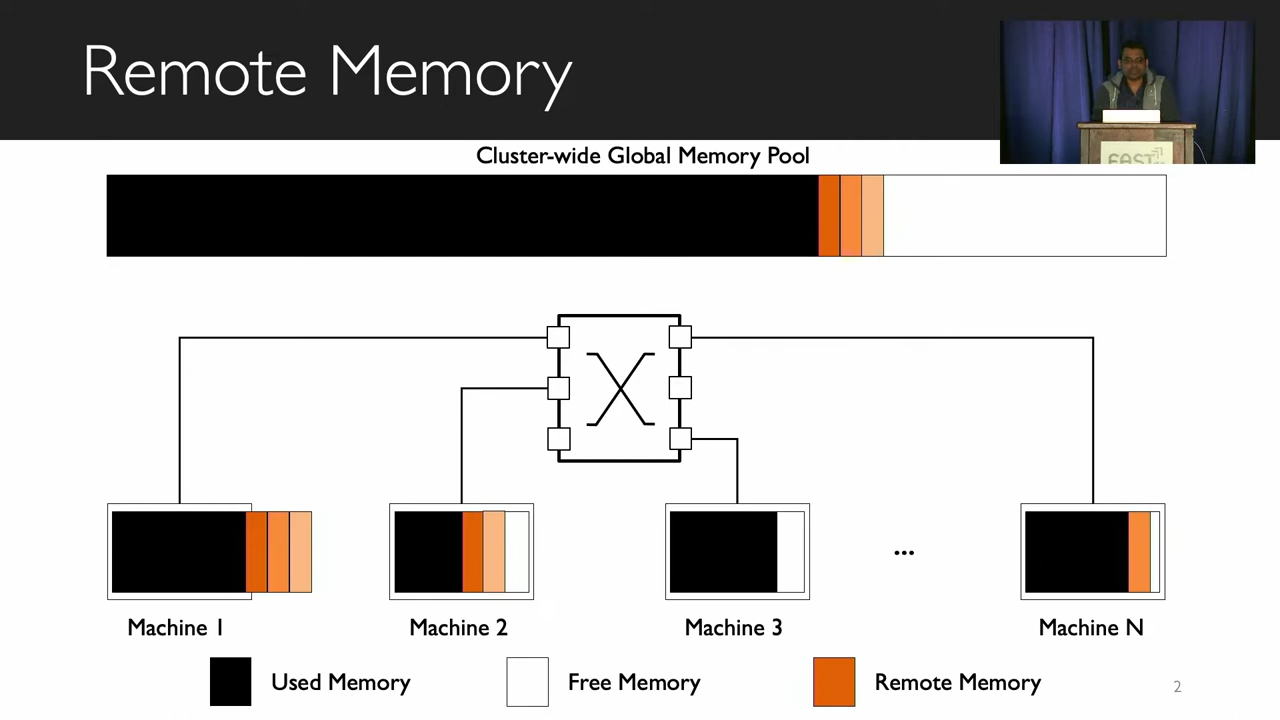 Remote Memory
FAST
Cluster-wide Global Memory Pool
...
Machine 1
Machine 2
Machine 3
Machine N
Used Memory
Free Memory
Remote Memory
2